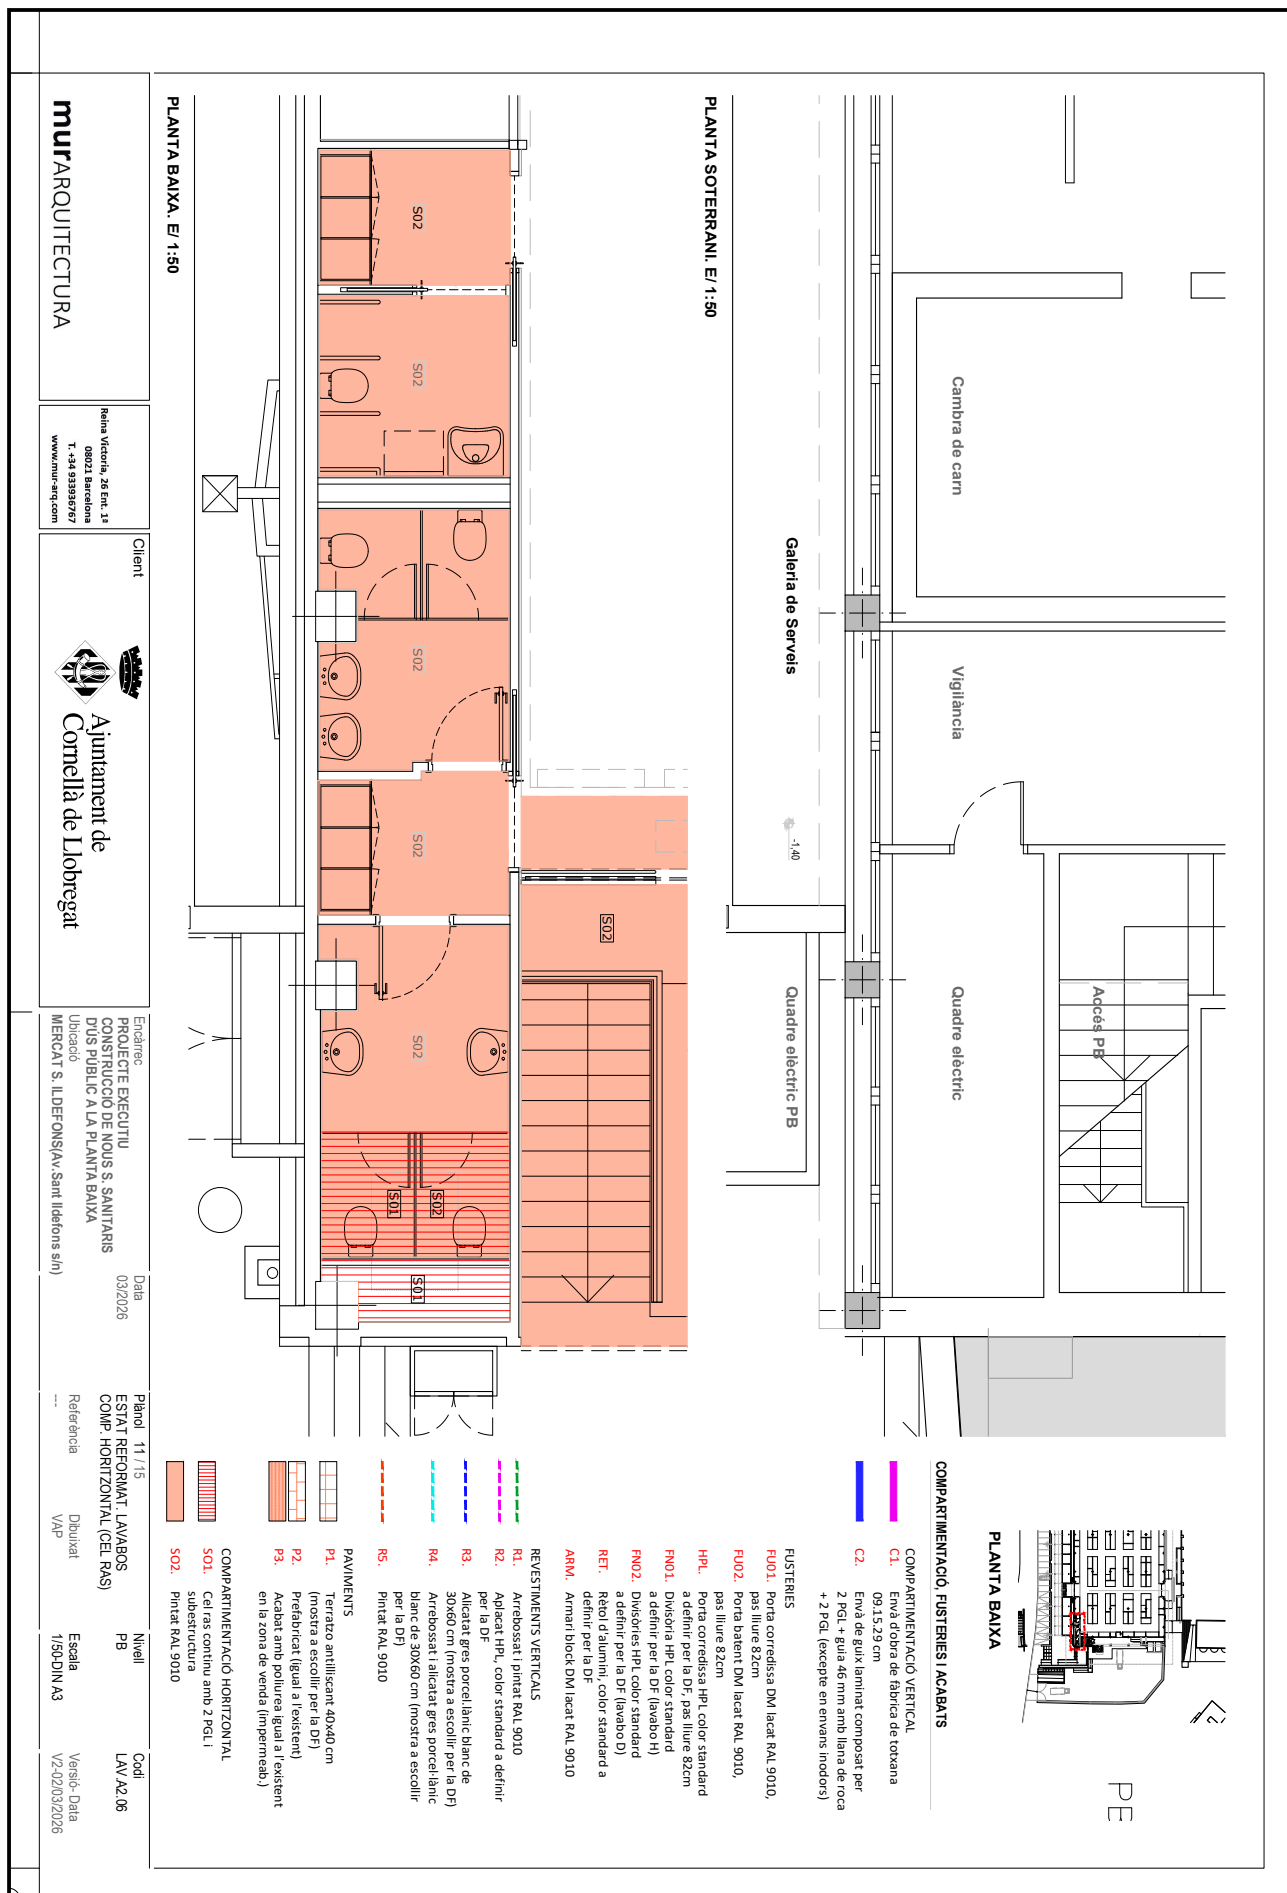 PLANTA SOTERRANI. E/ 1:50
Cambra de carn
Vigilància
Quadre elèctric
Accés PB
Galeria de Serveis
-1,40
Quadre elèctric PB
PLANTA BAIXA. E/ 1:50
S02
S02
S02
S02
S02
S02
S01
S02
S01
PE
PLANTA BAIXA
COMPARTIMENTACIÓ, FUSTERIES I ACABATS
COMPARTIMENTACIÓ VERTICAL
C1. Envà d'obra de fàbrica de totxana
09.15.29 cm
C2. Envà de guix laminat composat per
2 PGL + guia 46 mm amb llana de roca
+ 2 PGL (excepte en envans inodors)
FUSTERIES
FU01. Porta corredissa DM lacat RAL 9010,
pas lliure 82cm
FU02. Porta batent DM lacat RAL 9010,
pas lliure 82cm
HPL. Porta corredissa HPL color standard
a definir per la DF, pas lliure 82cm
FN01. Divisòria HPL color standard
a definir per la DF (lavabo H)
FN02. Divisòries HPL color standard
a definir per la DF (lavabo D)
RET. Rètol d'alumini, color standard a
definir per la DF
ARM. Armari block DM lacat RAL 9010
REVESTIMENTS VERTICALS
R1. Arrebossat i pintat RAL 9010
R2. Aplacat HPL, color standard a definir
per la DF
R3. Alicatat gres porcel.lànic blanc de
30x60 cm (mostra a escollir per la DF)
R4. Arrebossat i alicatat gres porcel·lànic
blanc de 30X60 cm (mostra a escollir
per la DF)
R5. Pintat RAL 9010
PAVIMENTS
P1. Terratzo antilliscant 40x40 cm
(mostra a escollir per la DF)
P2. Prefabricat (igual a l'existent)
P3. Acabat amb poliurea igual a l'existent
en la zona de venda (impermeab.)
COMPARTIMENTACIÓ HORITZONTAL
SO1. Cel ras continu amb 2 PGL i
subestructura
SO2. Pintat RAL 9010
murARQUITECTURA
Reina Victoria, 26 Ent. 1ª
08021 Barcelona
T. +34 933936767
www.mur-arq.com
Client
Ajuntament de
Cornellà de Llobregat
Encàrrec
PROJECTE EXECUTIU
CONSTRUCCIÓ DE NOUS S. SANITARIS
D'ÚS PÚBLIC A LA PLANTA BAIXA
Ubicació
MERCAT S. ILDEFONS(Av.Sant Ildefons s/n)
Data
03/2026
Plànol 11 / 15
ESTAT REFORMAT. LAVABOS
COMP. HORITZONTAL (CEL RAS)
Referència
---
Dibuixat
VAP
Nivell
PB
Escala
1/50-DIN A3
Codi
LAV A2.06
Versió- Data
V2-02/03/2026